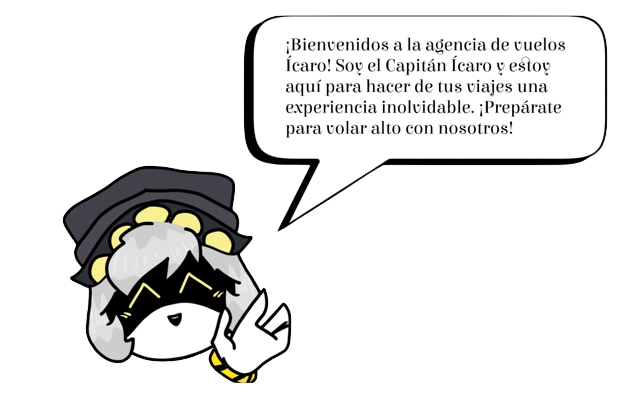 ¡Bienvenidos a la agencia de vuelos
Ícaro! Soy el Capitán Ícaro y estoy
aquí para hacer de tus viajes una
experiencia inolvidable. ¡Prepárate
para volar alto con nosotros!